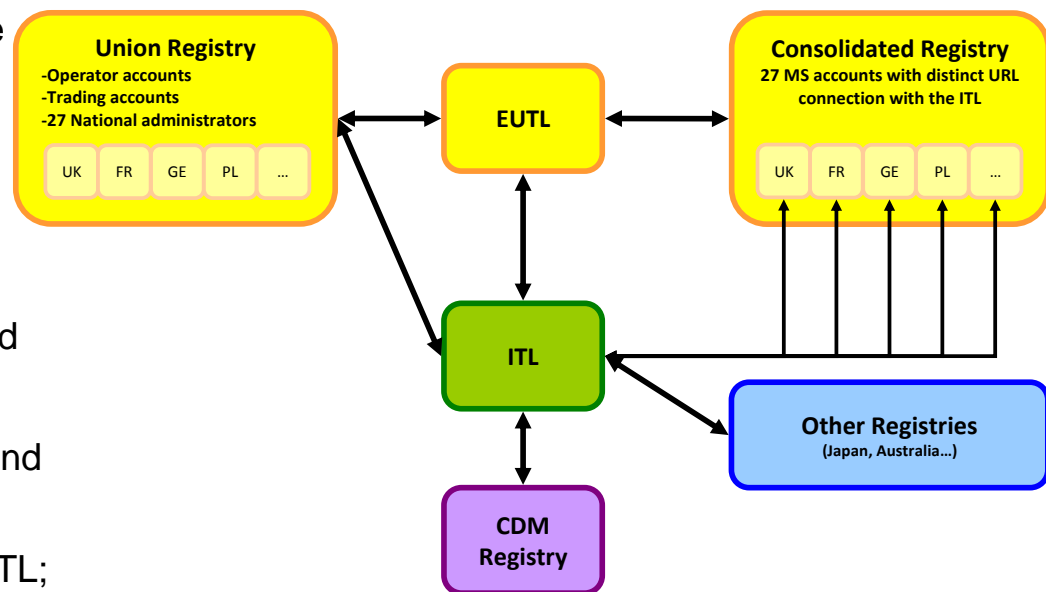 e
Union Registry
-Operator accounts
-Trading accounts
-27 National administrators
UK FR GE PL ...
EUTL
Consolidated Registry
27 MS accounts with distinct URL
connection with the ITL
UK FR GE PL ...
d
ITL
Other Registries
(Japan, Australia...)
nd
CDM
Registry
TL;